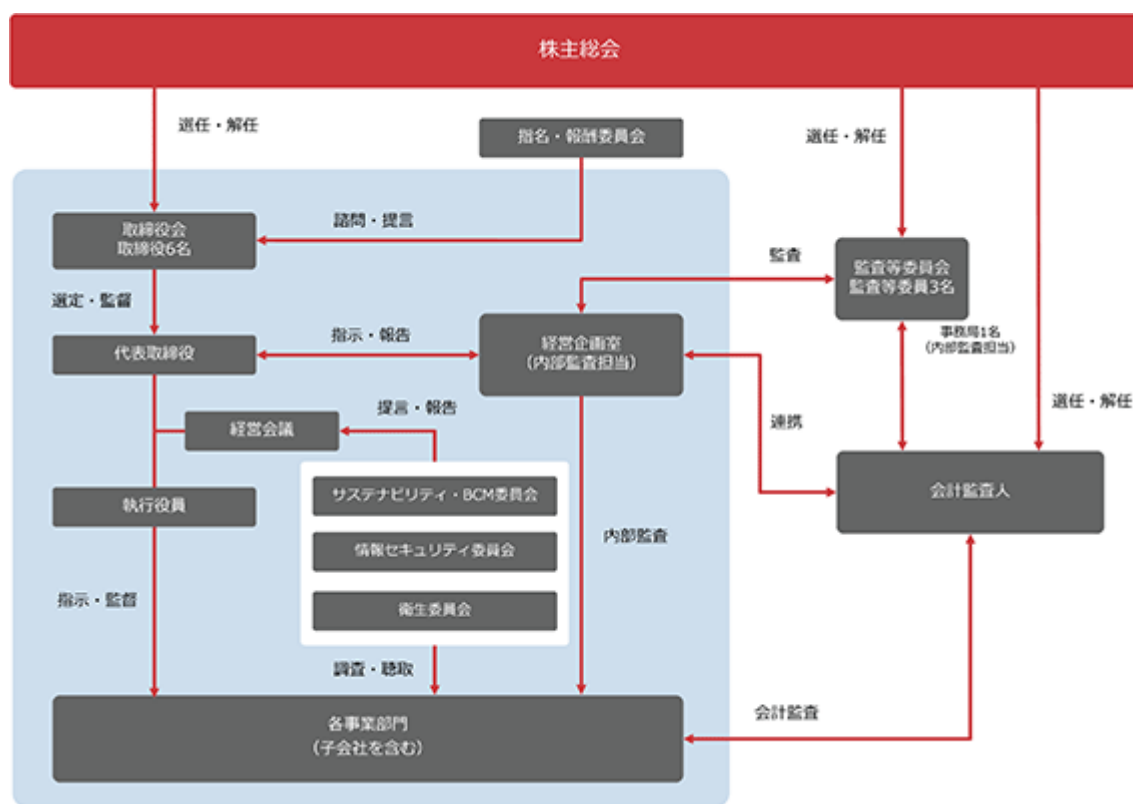 株主総会
選任・解任
指名・報酬委員会
選任・解任
取締役会
取締役6名
諮問・提言
監査
監査等委員会
監査等委員3名
選定・監督
指示・報告
経営企画室
(内部監査担当)
事務局1名
(内部監査担当)
代表取締役
提言・報告
選任・解任
経営会議
連携
サステナビリティ・BCM委員会
会計監査人
執行役員
内部監査
情報セキュリティ委員会
指示・監督
衛生委員会
調査・聴取
会計監査
各事業部門
(子会社を含む)